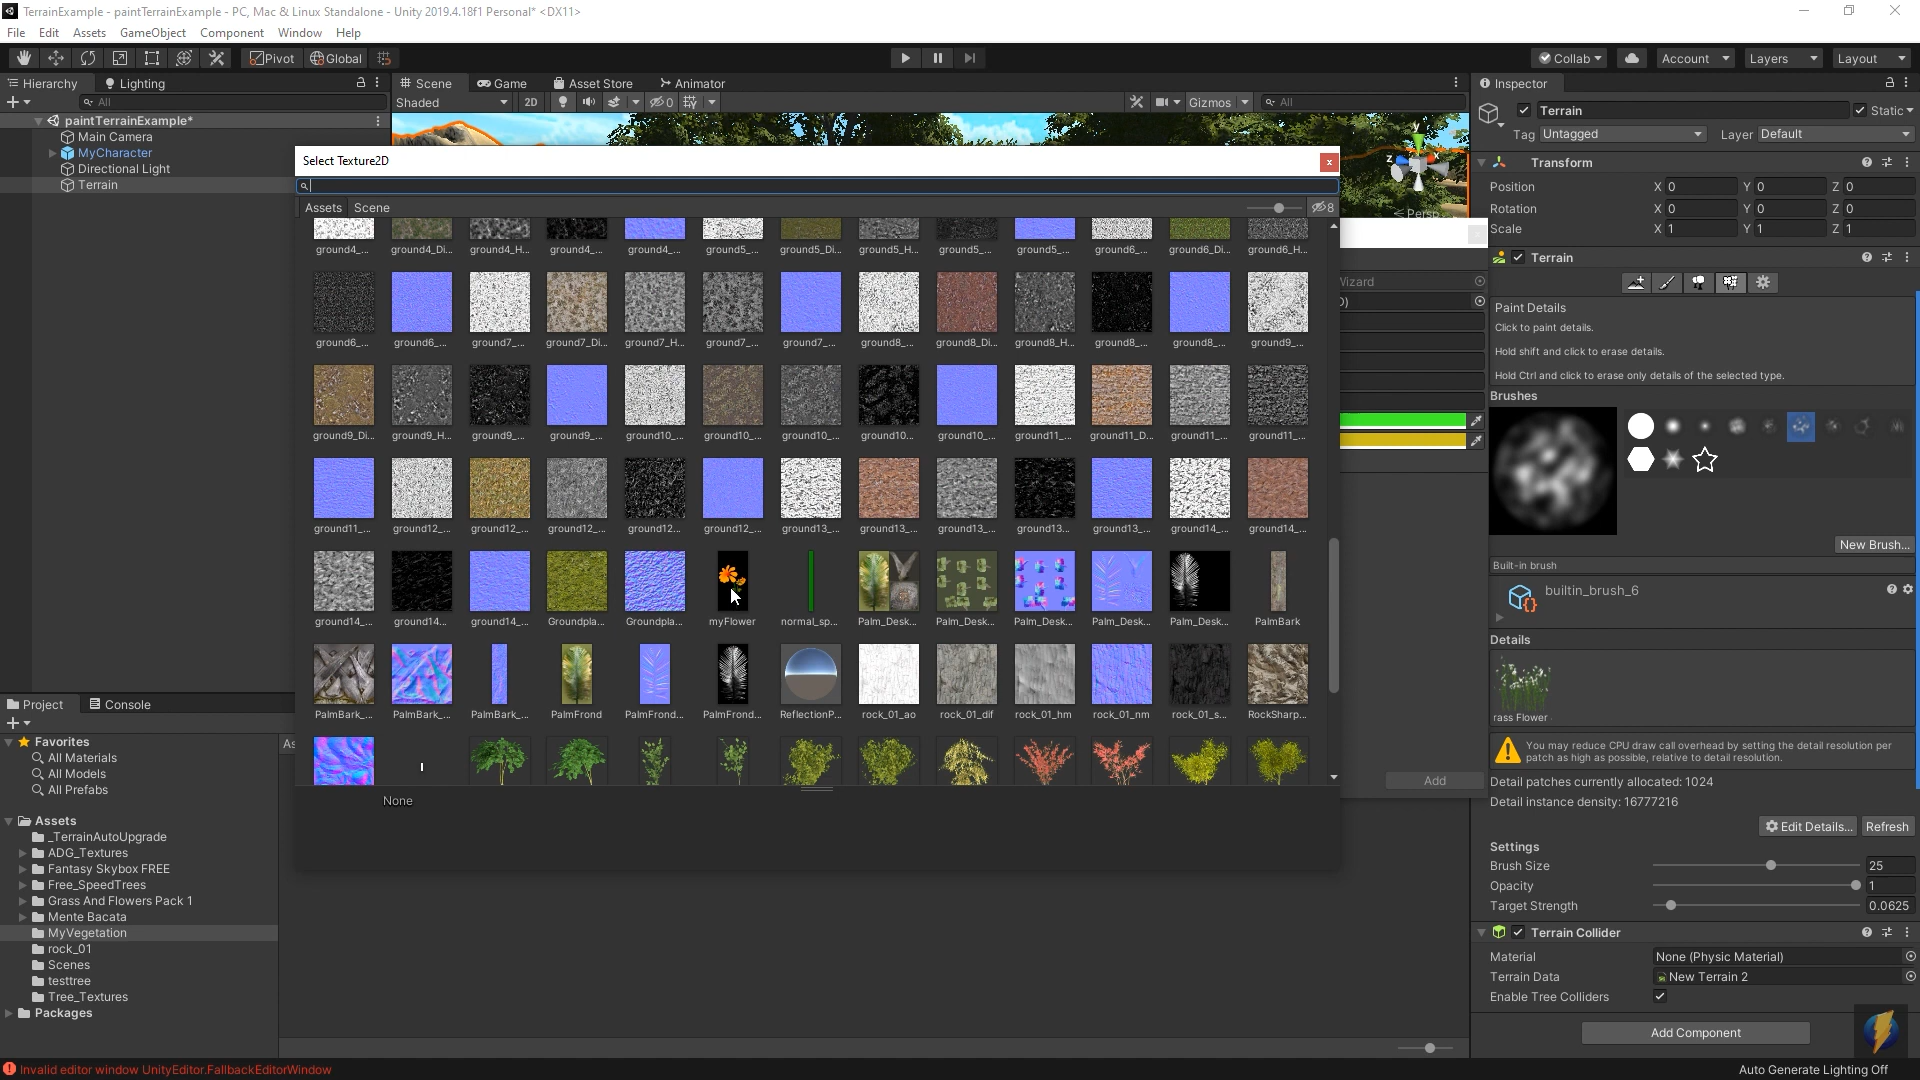 TerrainExample - paintTerrainExample - PC, Mac & Linux Standalone - Unity 2019.4.18f1 Personal* <DX11>
File Edit Assets GameObject Component Window Help
Pivot Global Collab Account Layers Layout
Hierarchy Lighting Scene Game Asset Store Animator Inspector
All Shaded 2D 0 Gizmos All
paintTerrainExample*
Main Camera
MyCharacter
Directional Light
Terrain
Select Texture2D
Assets Scene 8
ground4_... ground4_Di... ground4_H... ground4_... ground4_... ground5_... ground5_Di... ground5_H... ground5_... ground5_... ground6_... ground6_Di... ground6_H...
ground6_... ground6_... ground7_... ground7_Di... ground7_H... ground7_... ground7_... ground8_... ground8_Di... ground8_H... ground8_... ground8_... ground9_...
ground9_Di... ground9_H... ground9_... ground9_... ground10_... ground10_... ground10_... ground10... ground10_... ground11_... ground11_D... ground11_... ground11_...
ground11_... ground12_... ground12_... ground12_... ground12... ground12_... ground13_... ground13_... ground13_... ground13... ground13_... ground14_... ground14_...
ground14_... ground14... ground14_... Groundpla... Groundpla... myFlower normal_sp... Palm_Desk... Palm_Desk... Palm_Desk... Palm_Desk... Palm_Desk... PalmBark
PalmBark_... PalmBark_... PalmBark_... PalmFrond PalmFrond... PalmFrond... ReflectionP... rock_01_ao rock_01_dif rock_01_hm rock_01_nm rock_01_s... RockSharp...
None
Persp
Wizard
Add
Terrain Static
Tag Untagged Layer Default
Transform
Position X 0 Y 0 Z 0
Rotation X 0 Y 0 Z 0
Scale X 1 Y 1 Z 1
Terrain
Paint Details
Click to paint details.
Hold shift and click to erase details.
Hold Ctrl and click to erase only details of the selected type.
Brushes
New Brush...
Built-in brush
builtin_brush_6
Details
rass Flower
You may reduce CPU draw call overhead by setting the detail resolution per
patch as high as possible, relative to detail resolution.
Detail patches currently allocated: 1024
Detail instance density: 16777216
Edit Details... Refresh
Settings
Brush Size 25
Opacity 1
Target Strength 0.0625
Terrain Collider
Material None (Physic Material)
Terrain Data New Terrain 2
Enable Tree Colliders
Add Component
Project Console
Favorites
All Materials
All Models
All Prefabs
Assets
_TerrainAutoUpgrade
ADG_Textures
Fantasy Skybox FREE
Free_SpeedTrees
Grass And Flowers Pack 1
Mente Bacata
MyVegetation
rock_01
Scenes
testtree
Tree_Textures
Packages
As
Invalid editor window UnityEditor.FallbackEditorWindow
Auto Generate Lighting Off